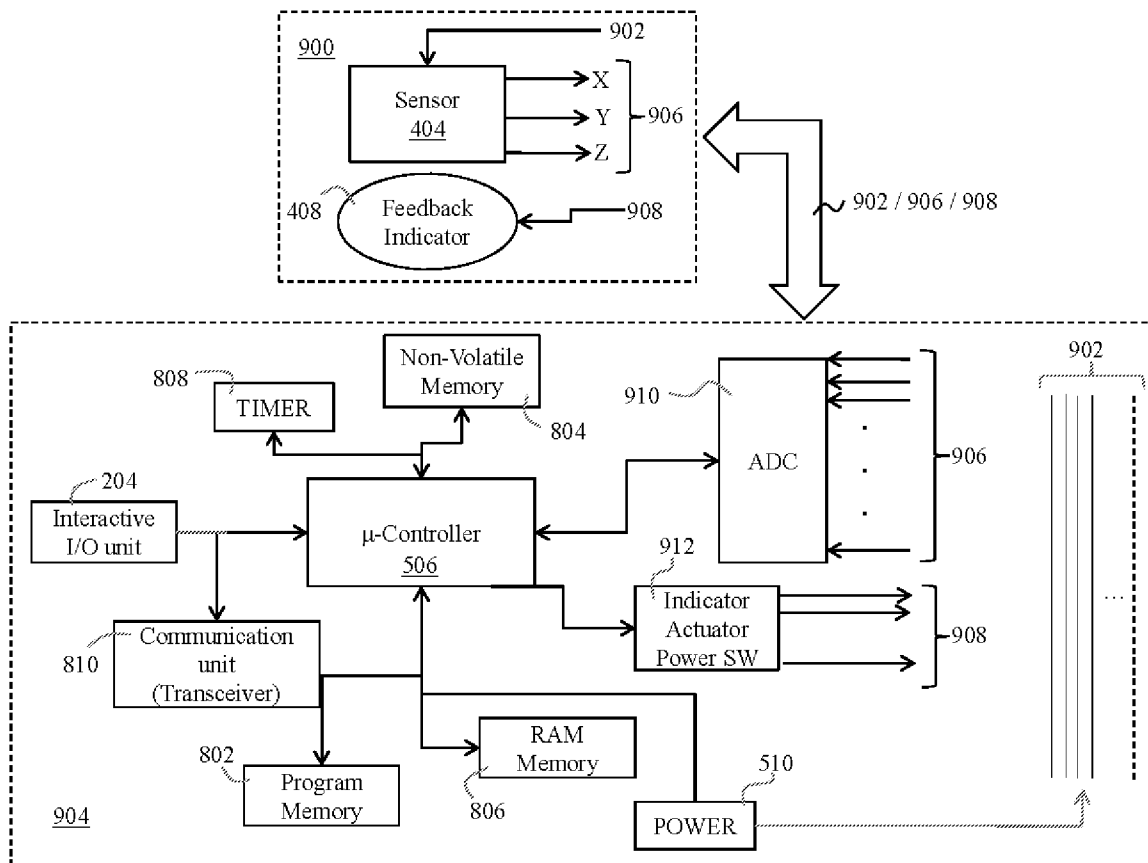 900
902
Sensor
404
X
Y
Z
906
408
Feedback
Indicator
908
902 / 906 / 908
808
TIMER
Non-Volatile
Memory
804
910
ADC
906
902
204
Interactive
I/O unit
μ-Controller
506
912
Indicator
Actuator
Power SW
908
...
810
Communication
unit
(Transceiver)
802
Program
Memory
RAM
Memory
806
510
POWER
904